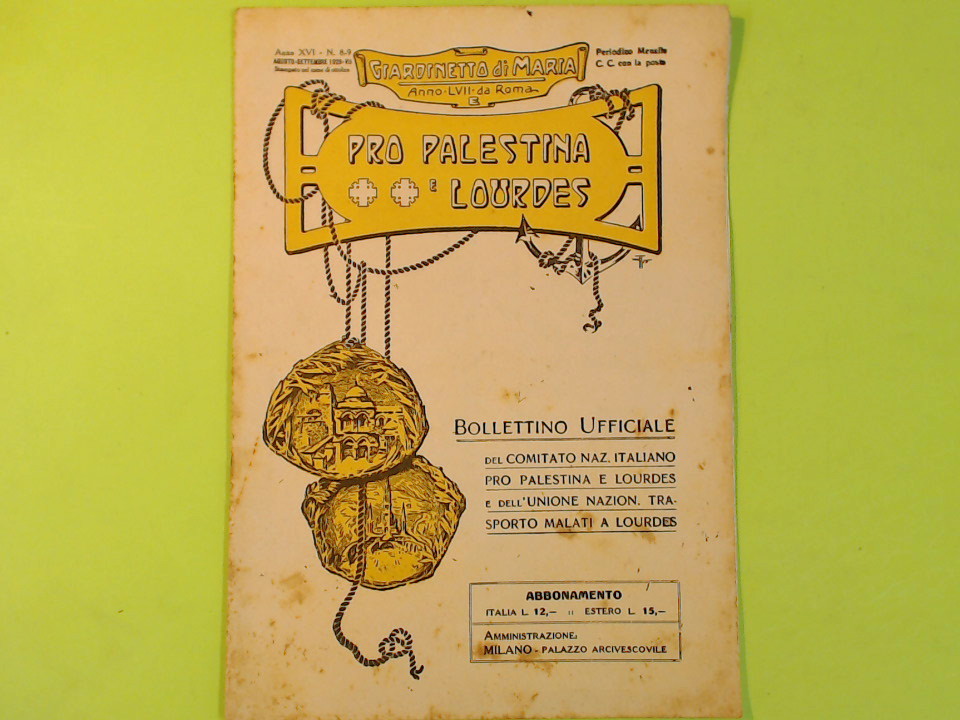 Anno XVI - N. 8-9
AGOSTO-SETTEMBRE
Periodico Mensile
C. C. con la posta
GIARDINETTO di MARIA
Anno·LVII·da Roma
E
PRO PALESTINA
E LOURDES
BOLLETTINO UFFICIALE
DEL COMITATO NAZ. ITALIANO
PRO PALESTINA E LOURDES
E DELL'UNIONE NAZION. TRA-
SPORTO MALATI A LOURDES
ABBONAMENTO
ITALIA L. 12,— :: ESTERO L. 15,—
AMMINISTRAZIONE:
MILANO - PALAZZO ARCIVESCOVILE